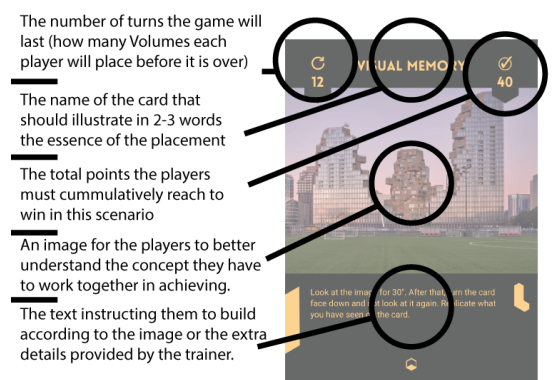 The number of turns the game will
last (how many Volumes each
player will place before it is over)
The name of the card that
should illustrate in 2-3 words
the essence of the placement
The total points the players
must cummulatively reach to
win in this scenario
An image for the players to better
understand the concept they have
to work together in achieving.
The text instructing them to build
according to the image or the extra
details provided by the trainer.
12
VISUAL MEMORY
40
Look at the image for 30". After that, turn the card
face down and not look at it again. Replicate what
you have seen on the card.